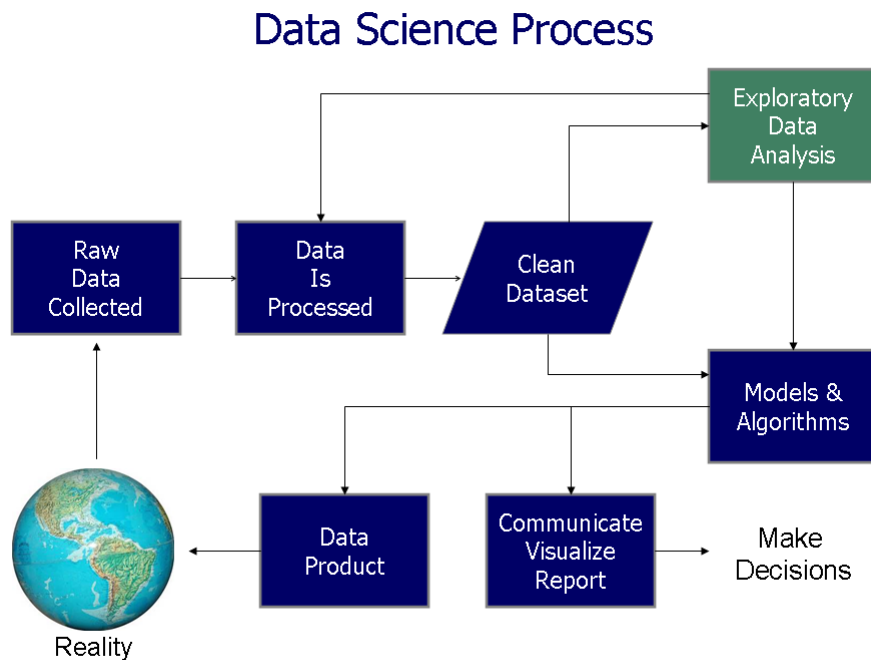 Data Science Process
Exploratory
Data
Analysis
Raw
Data
Collected
Data
Is
Processed
Clean
Dataset
Models &
Algorithms
Data
Product
Communicate
Visualize
Report
Make
Decisions
Reality